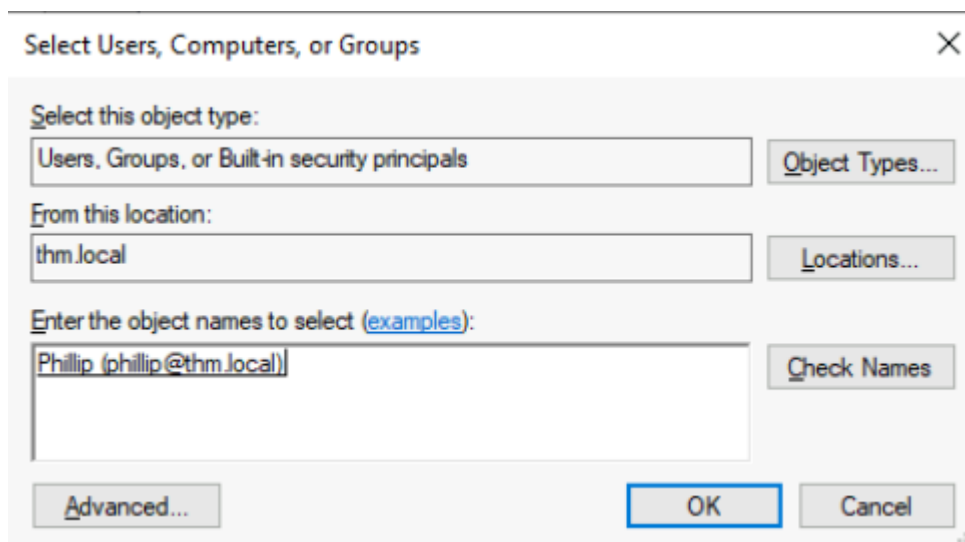 Select Users, Computers, or Groups
Select this object type:
Users, Groups, or Built-in security principals
Object Types...
From this location:
thm.local
Locations...
Enter the object names to select (examples):
Phillip (phillip@thm.local)
Check Names
Advanced...
OK
Cancel